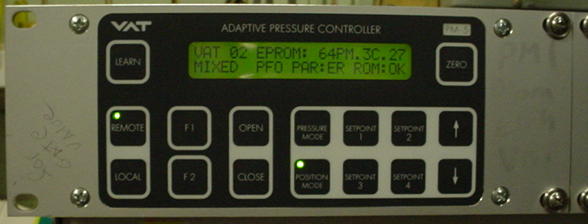 VAT
ADAPTIVE PRESSURE CONTROLLER
PM-5
LEARN
VAT 02 EPROM: 64PM.3C.27
MIXED PFO PAR:ER ROM:OK
ZERO
REMOTE
F1
OPEN
PRESSURE MODE
SETPOINT 1
SETPOINT 2
LOCAL
F2
CLOSE
POSITION MODE
SETPOINT 3
SETPOINT 4